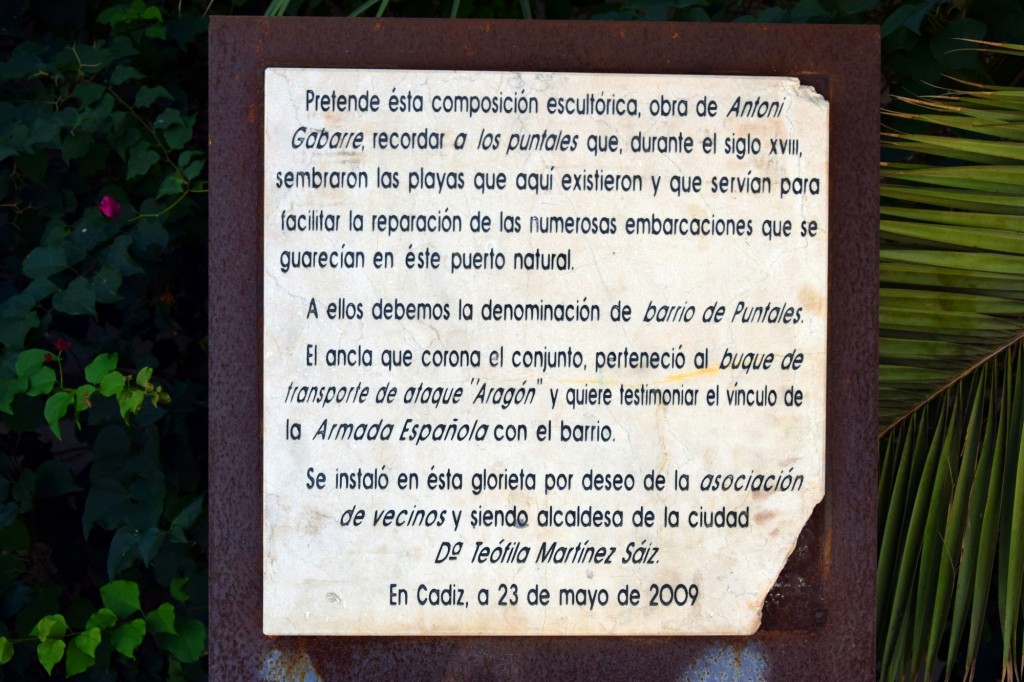 Pretende ésta composición escultórica, obra de Antoni
Gabarre, recordar a los puntales que, durante el siglo XVIII,
sembraron las playas que aquí existieron y que servían para
facilitar la reparación de las numerosas embarcaciones que se
guarecían en éste puerto natural.
A ellos debemos la denominación de barrio de Puntales.
El ancla que corona el conjunto, perteneció al buque de
transporte de ataque "Aragón" y quiere testimoniar el vínculo de
la Armada Española con el barrio.
Se instaló en ésta glorieta por deseo de la asociación
de vecinos y siendo alcaldesa de la ciudad
Dª Teófila Martínez Sáiz.
En Cadiz, a 23 de mayo de 2009